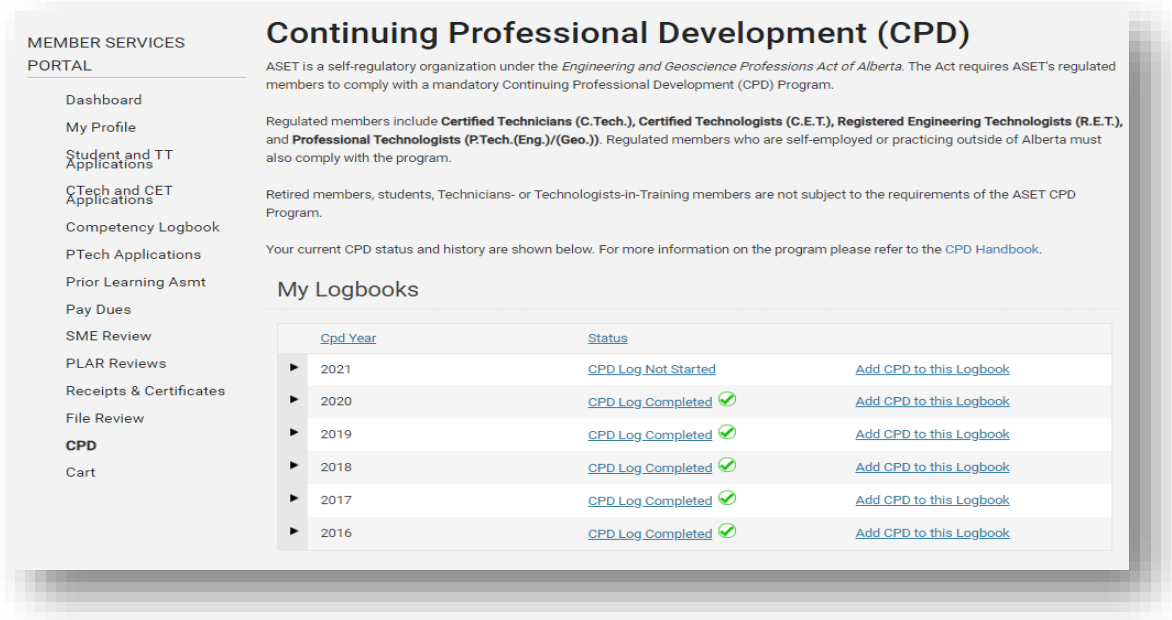 MEMBER SERVICES
PORTAL
Dashboard
My Profile
Student and TT
Applications
CTech and CET
Applications
Competency Logbook
PTech Applications
Prior Learning Asmt
Pay Dues
SME Review
PLAR Reviews
Receipts & Certificates
File Review
CPD
Cart
Continuing Professional Development (CPD)
ASET is a self-regulatory organization under the Engineering and Geoscience Professions Act of Alberta. The Act requires ASET's regulated
members to comply with a mandatory Continuing Professional Development (CPD) Program.
Regulated members include Certified Technicians (C.Tech.), Certified Technologists (C.E.T.), Registered Engineering Technologists (R.E.T.),
and Professional Technologists (P.Tech.(Eng.)/(Geo.)). Regulated members who are self-employed or practicing outside of Alberta must
also comply with the program.
Retired members, students, Technicians- or Technologists-in-Training members are not subject to the requirements of the ASET CPD
Program.
Your current CPD status and history are shown below. For more information on the program please refer to the CPD Handbook.
My Logbooks
Cpd Year Status
2021 CPD Log Not Started Add CPD to this Logbook
2020 CPD Log Completed Add CPD to this Logbook
2019 CPD Log Completed Add CPD to this Logbook
2018 CPD Log Completed Add CPD to this Logbook
2017 CPD Log Completed Add CPD to this Logbook
2016 CPD Log Completed Add CPD to this Logbook